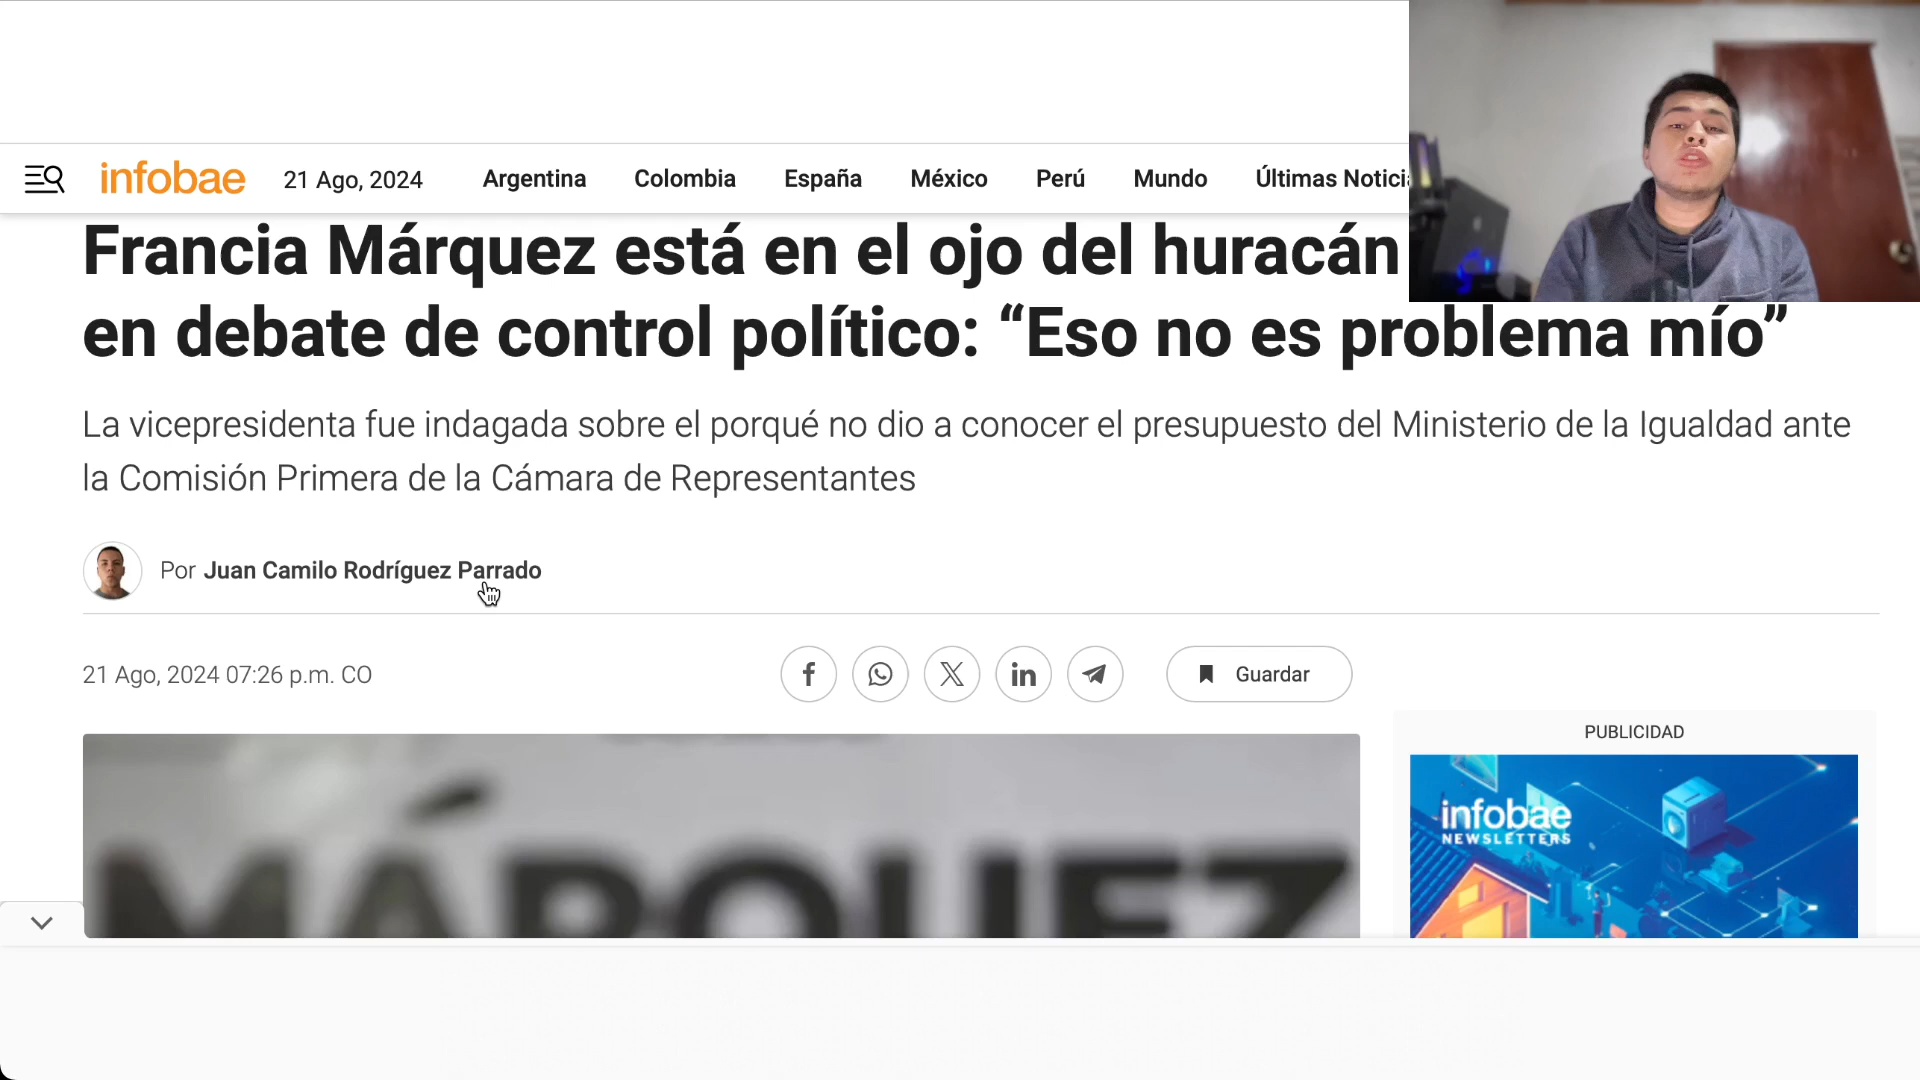 infobae 21 Ago, 2024 Argentina Colombia España México Perú Mundo Últimas
Francia Márquez está en el ojo del huracán
en debate de control político: “Eso no es problema mío”
La vicepresidenta fue indagada sobre el porqué no dio a conocer el presupuesto del Ministerio de la Igualdad ante
la Comisión Primera de la Cámara de Representantes
Por Juan Camilo Rodríguez Parrado
21 Ago, 2024 07:26 p.m. CO
Guardar
PUBLICIDAD
infobae
NEWSLETTERS
MÁRQUEZ